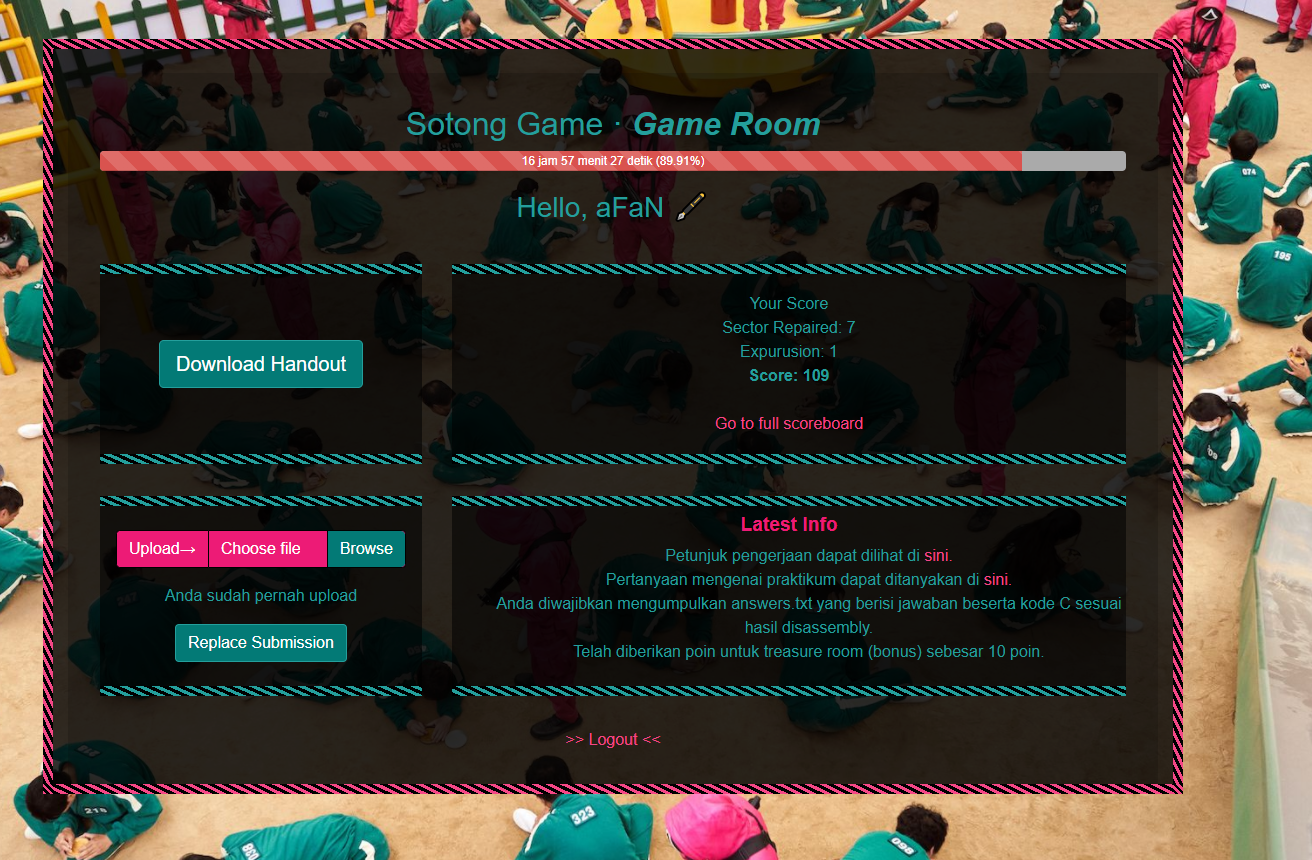 Sotong Game · Game Room
16 jam 57 menit 27 detik (89.91%)
Hello, aFaN
Download Handout
Your Score
Sector Repaired: 7
Expurusion: 1
Score: 109
Go to full scoreboard
Upload→ Choose file Browse
Anda sudah pernah upload
Replace Submission
Latest Info
Petunjuk pengerjaan dapat dilihat di sini.
Pertanyaan mengenai praktikum dapat ditanyakan di sini.
Anda diwajibkan mengumpulkan answers.txt yang berisi jawaban beserta kode C sesuai
hasil disassembly.
Telah diberikan poin untuk treasure room (bonus) sebesar 10 poin.
>> Logout <<
104
074
195
218
323
098